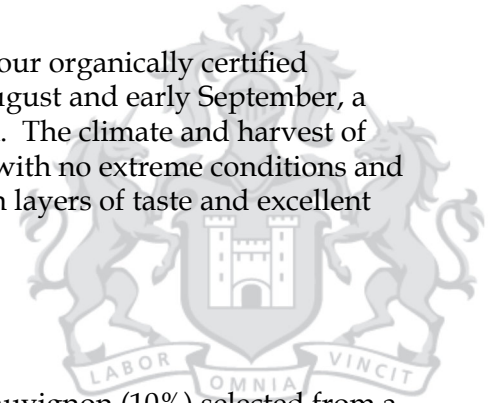 our organically certified
ugust and early September, a
. The climate and harvest of
with no extreme conditions and
n layers of taste and excellent
LABOR OMNIA VINCIT
auvignon (10%) selected from a